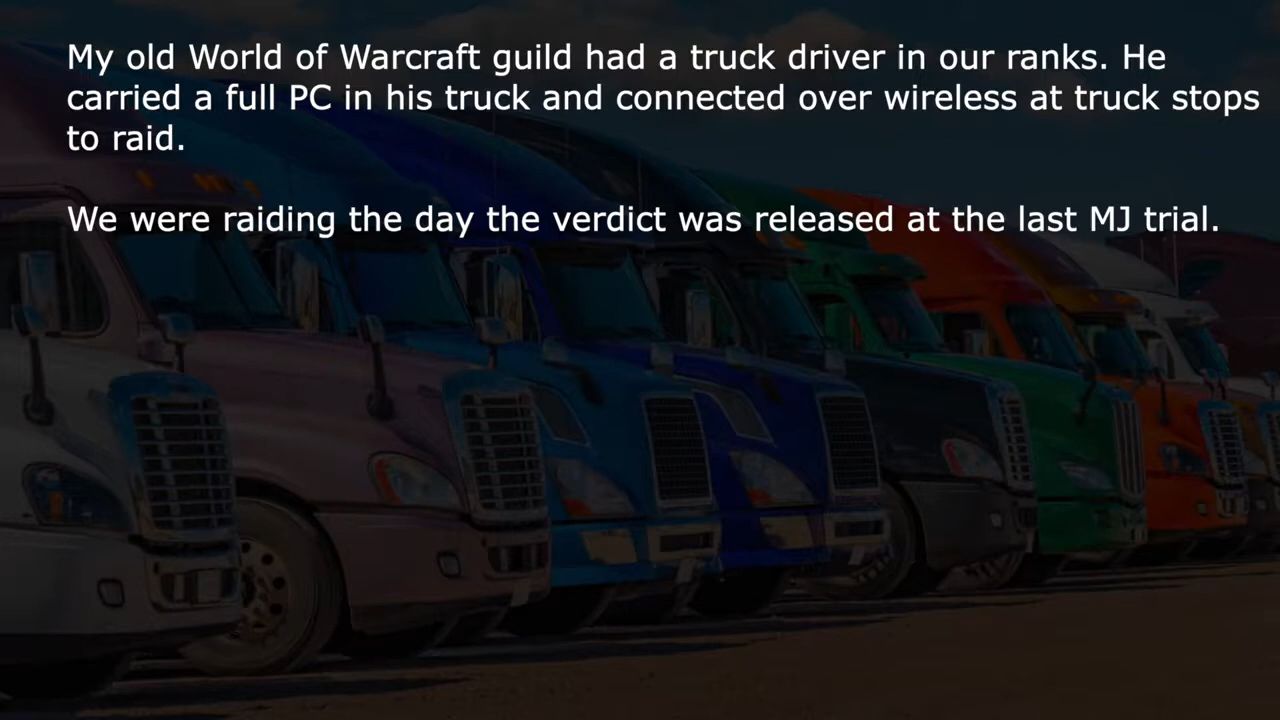 My old World of Warcraft guild had a truck driver in our ranks. He
carried a full PC in his truck and connected over wireless at truck stops
to raid.
We were raiding the day the verdict was released at the last MJ trial.